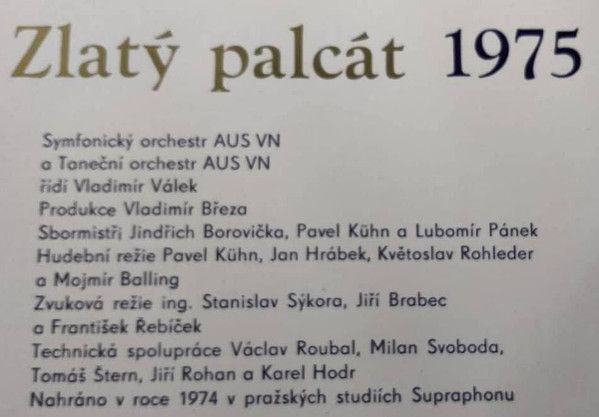 Zlatý palcát 1975
Symfonický orchestr AUS VN
a Taneční orchestr AUS VN
řídí Vladimír Válek
Produkce Vladimír Březa
Sbormistři Jindřich Borovička, Pavel Kühn a Lubomír Pánek
Hudební režie Pavel Kühn, Jan Hrábek, Květoslav Rohleder
a Mojmír Balling
Zvuková režie ing. Stanislav Sýkora, Jiří Brabec
a František Řebíček
Technická spolupráce Václav Roubal, Milan Svoboda,
Tomáš Štern, Jiří Rohan a Karel Hodr
Nahráno v roce 1974 v pražských studiích Supraphonu